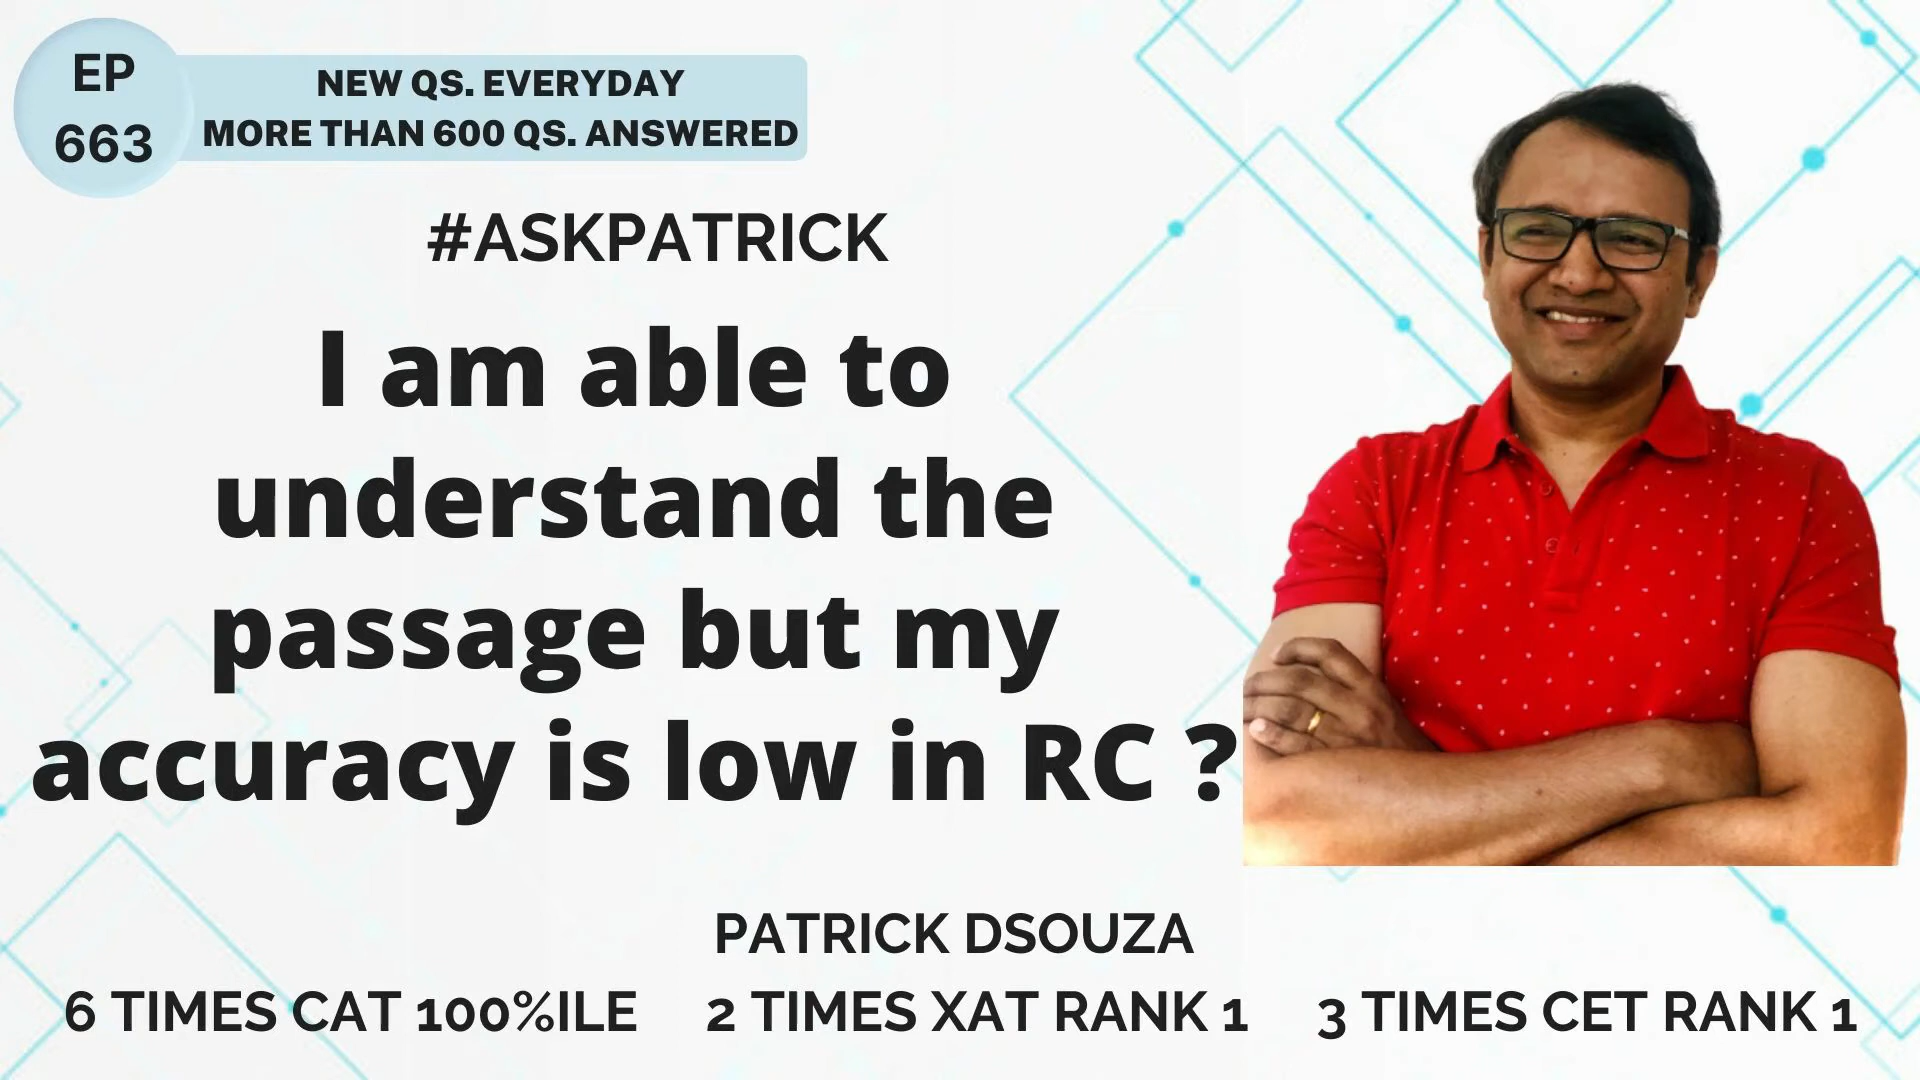 EP
663
NEW QS. EVERYDAY
MORE THAN 600 QS. ANSWERED
#ASKPATRICK
I am able to
understand the
passage but my
accuracy is low in RC ?
PATRICK DSOUZA
6 TIMES CAT 100%ILE 2 TIMES XAT RANK 1 3 TIMES CET RANK 1